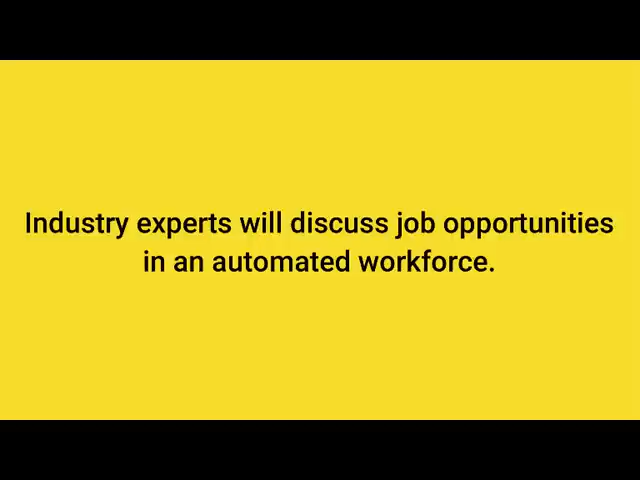 Industry experts will discuss job opportunities
in an automated workforce.